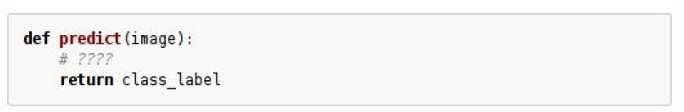 def predict(image):
    # ????
    return class_label